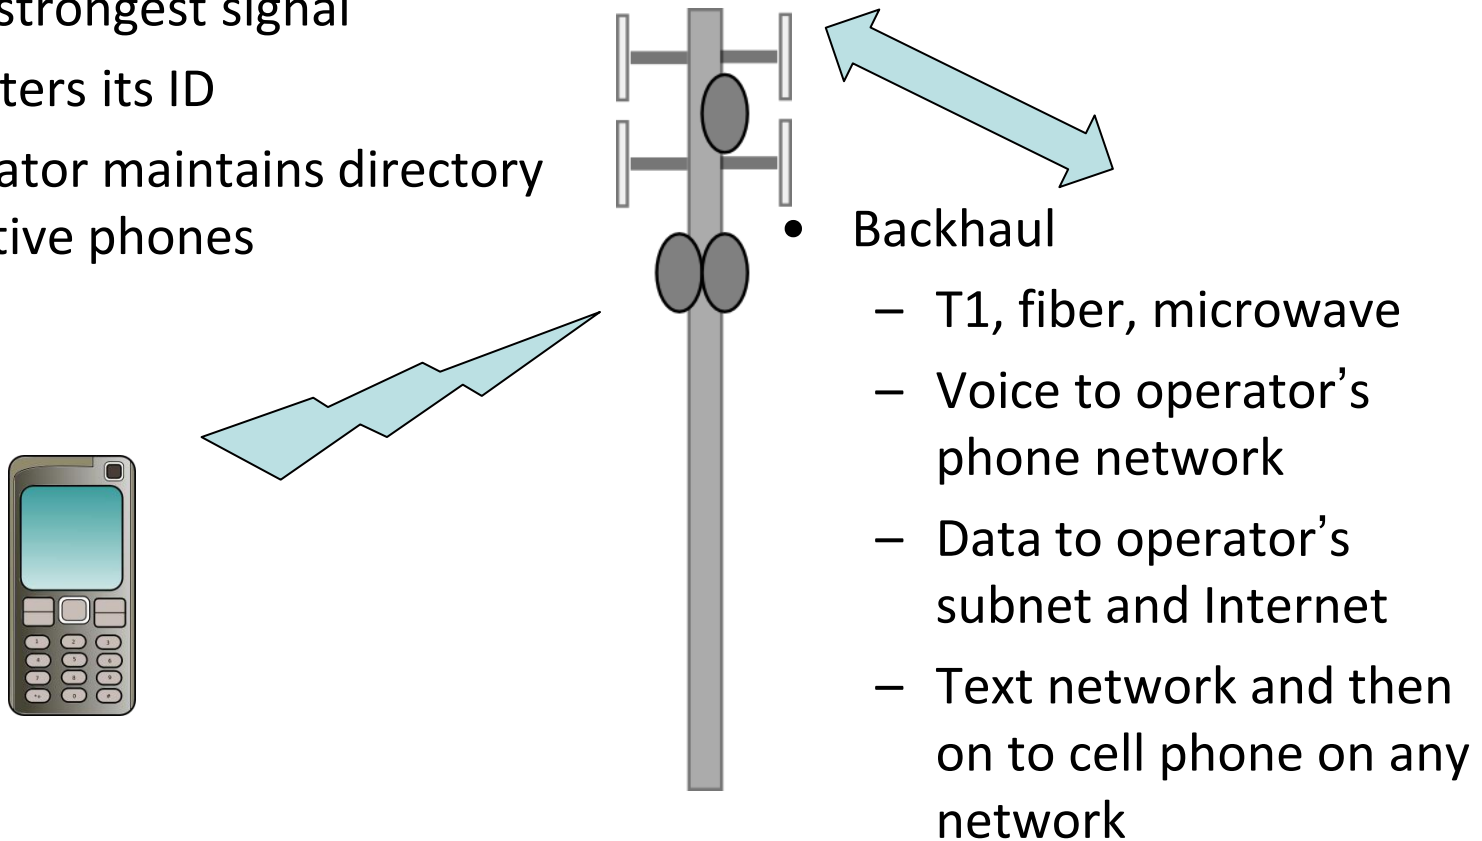 strongest signal
ters its ID
ator maintains directory
tive phones
• Backhaul
– T1, fiber, microwave
– Voice to operator’s
phone network
– Data to operator’s
subnet and Internet
– Text network and then
on to cell phone on any
network